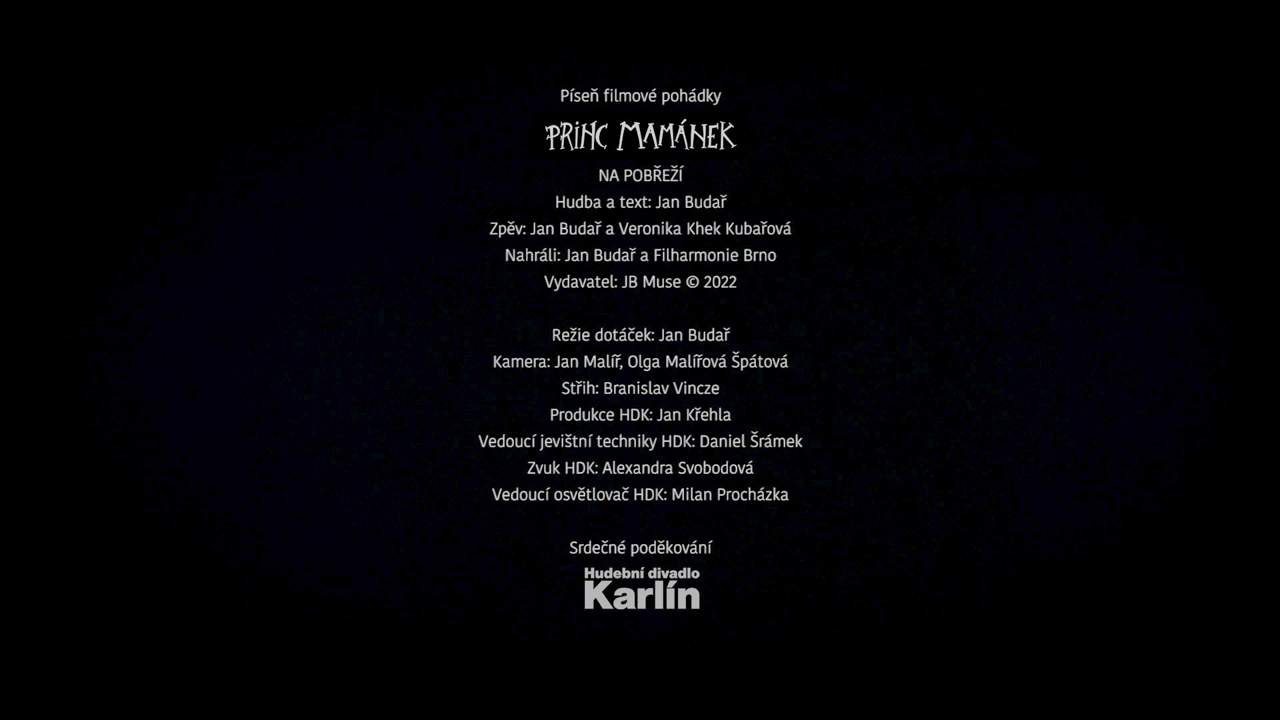 Píseň filmové pohádky
PRINC MAMÁNEK
NA POBŘEŽÍ
Hudba a text: Jan Budař
Zpěv: Jan Budař a Veronika Khek Kubařová
Nahráli: Jan Budař a Filharmonie Brno
Vydavatel: JB Muse © 2022
Režie dotáček: Jan Budař
Kamera: Jan Malíř, Olga Malířová Špátová
Střih: Branislav Vincze
Produkce HDK: Jan Křehla
Vedoucí jevištní techniky HDK: Daniel Šrámek
Zvuk HDK: Alexandra Svobodová
Vedoucí osvětlovač HDK: Milan Procházka
Srdečné poděkování
Hudební divadlo
Karlín